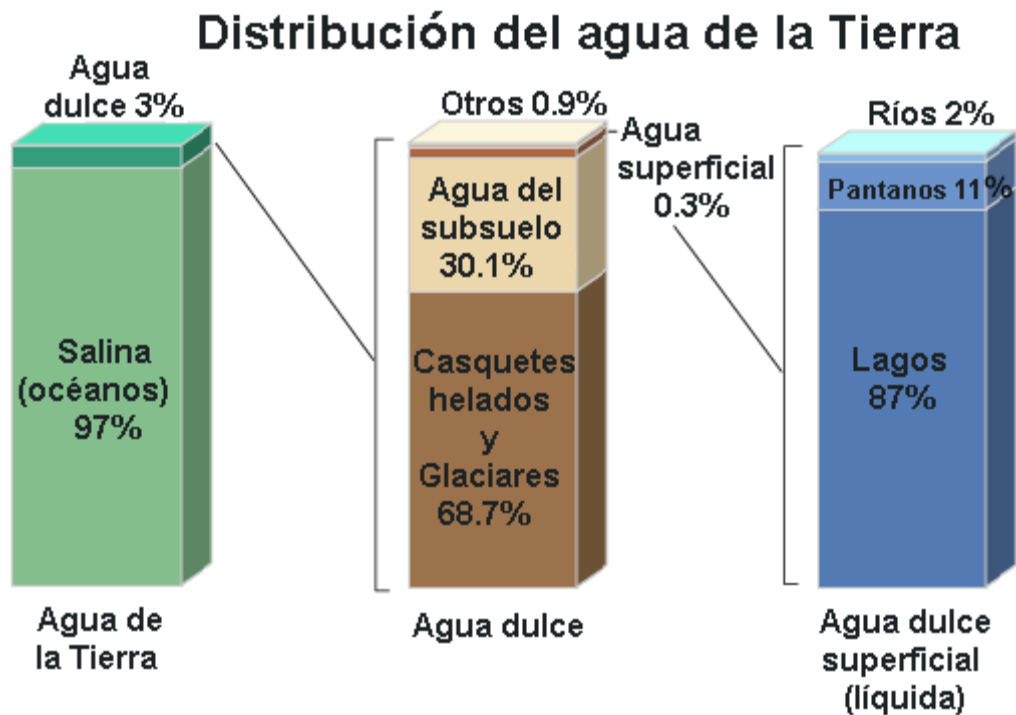 Distribución del agua de la Tierra
Agua
dulce 3%
Salina
(océanos)
97%
Agua de
la Tierra
Otros 0.9%
Agua
superficial
0.3%
Agua del
subsuelo
30.1%
Casquetes
helados
y
Glaciares
68.7%
Agua dulce
Ríos 2%
Pantanos 11%
Lagos
87%
Agua dulce
superficial
(líquida)